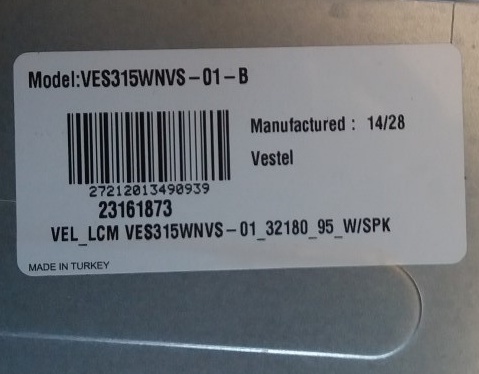 Model:VES315WNVS-01-B
Manufactured : 14/28
Vestel
27212013490939
23161873
VEL_LCM VES315WNVS-01_32180_95_W/SPK
MADE IN TURKEY